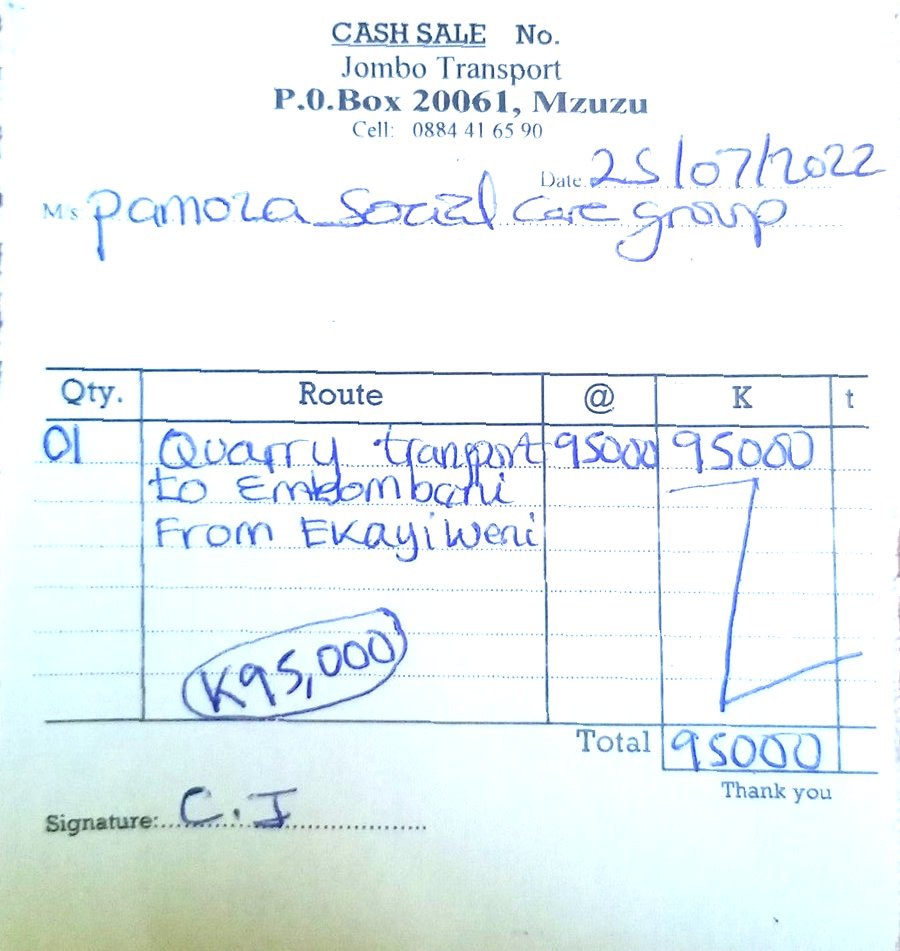 CASH SALE No.
Jombo Transport
P.O.Box 20061, Mzuzu
Cell: 0884 41 65 90
Date 25/07/2022
Ms Pamoza Social Care group
Qty. Route @ K t
01 Quarry tranport 95000 95000
to Embombeni
From Ekayiweni
K95,000
Total 95000
Thank you
Signature: C.J